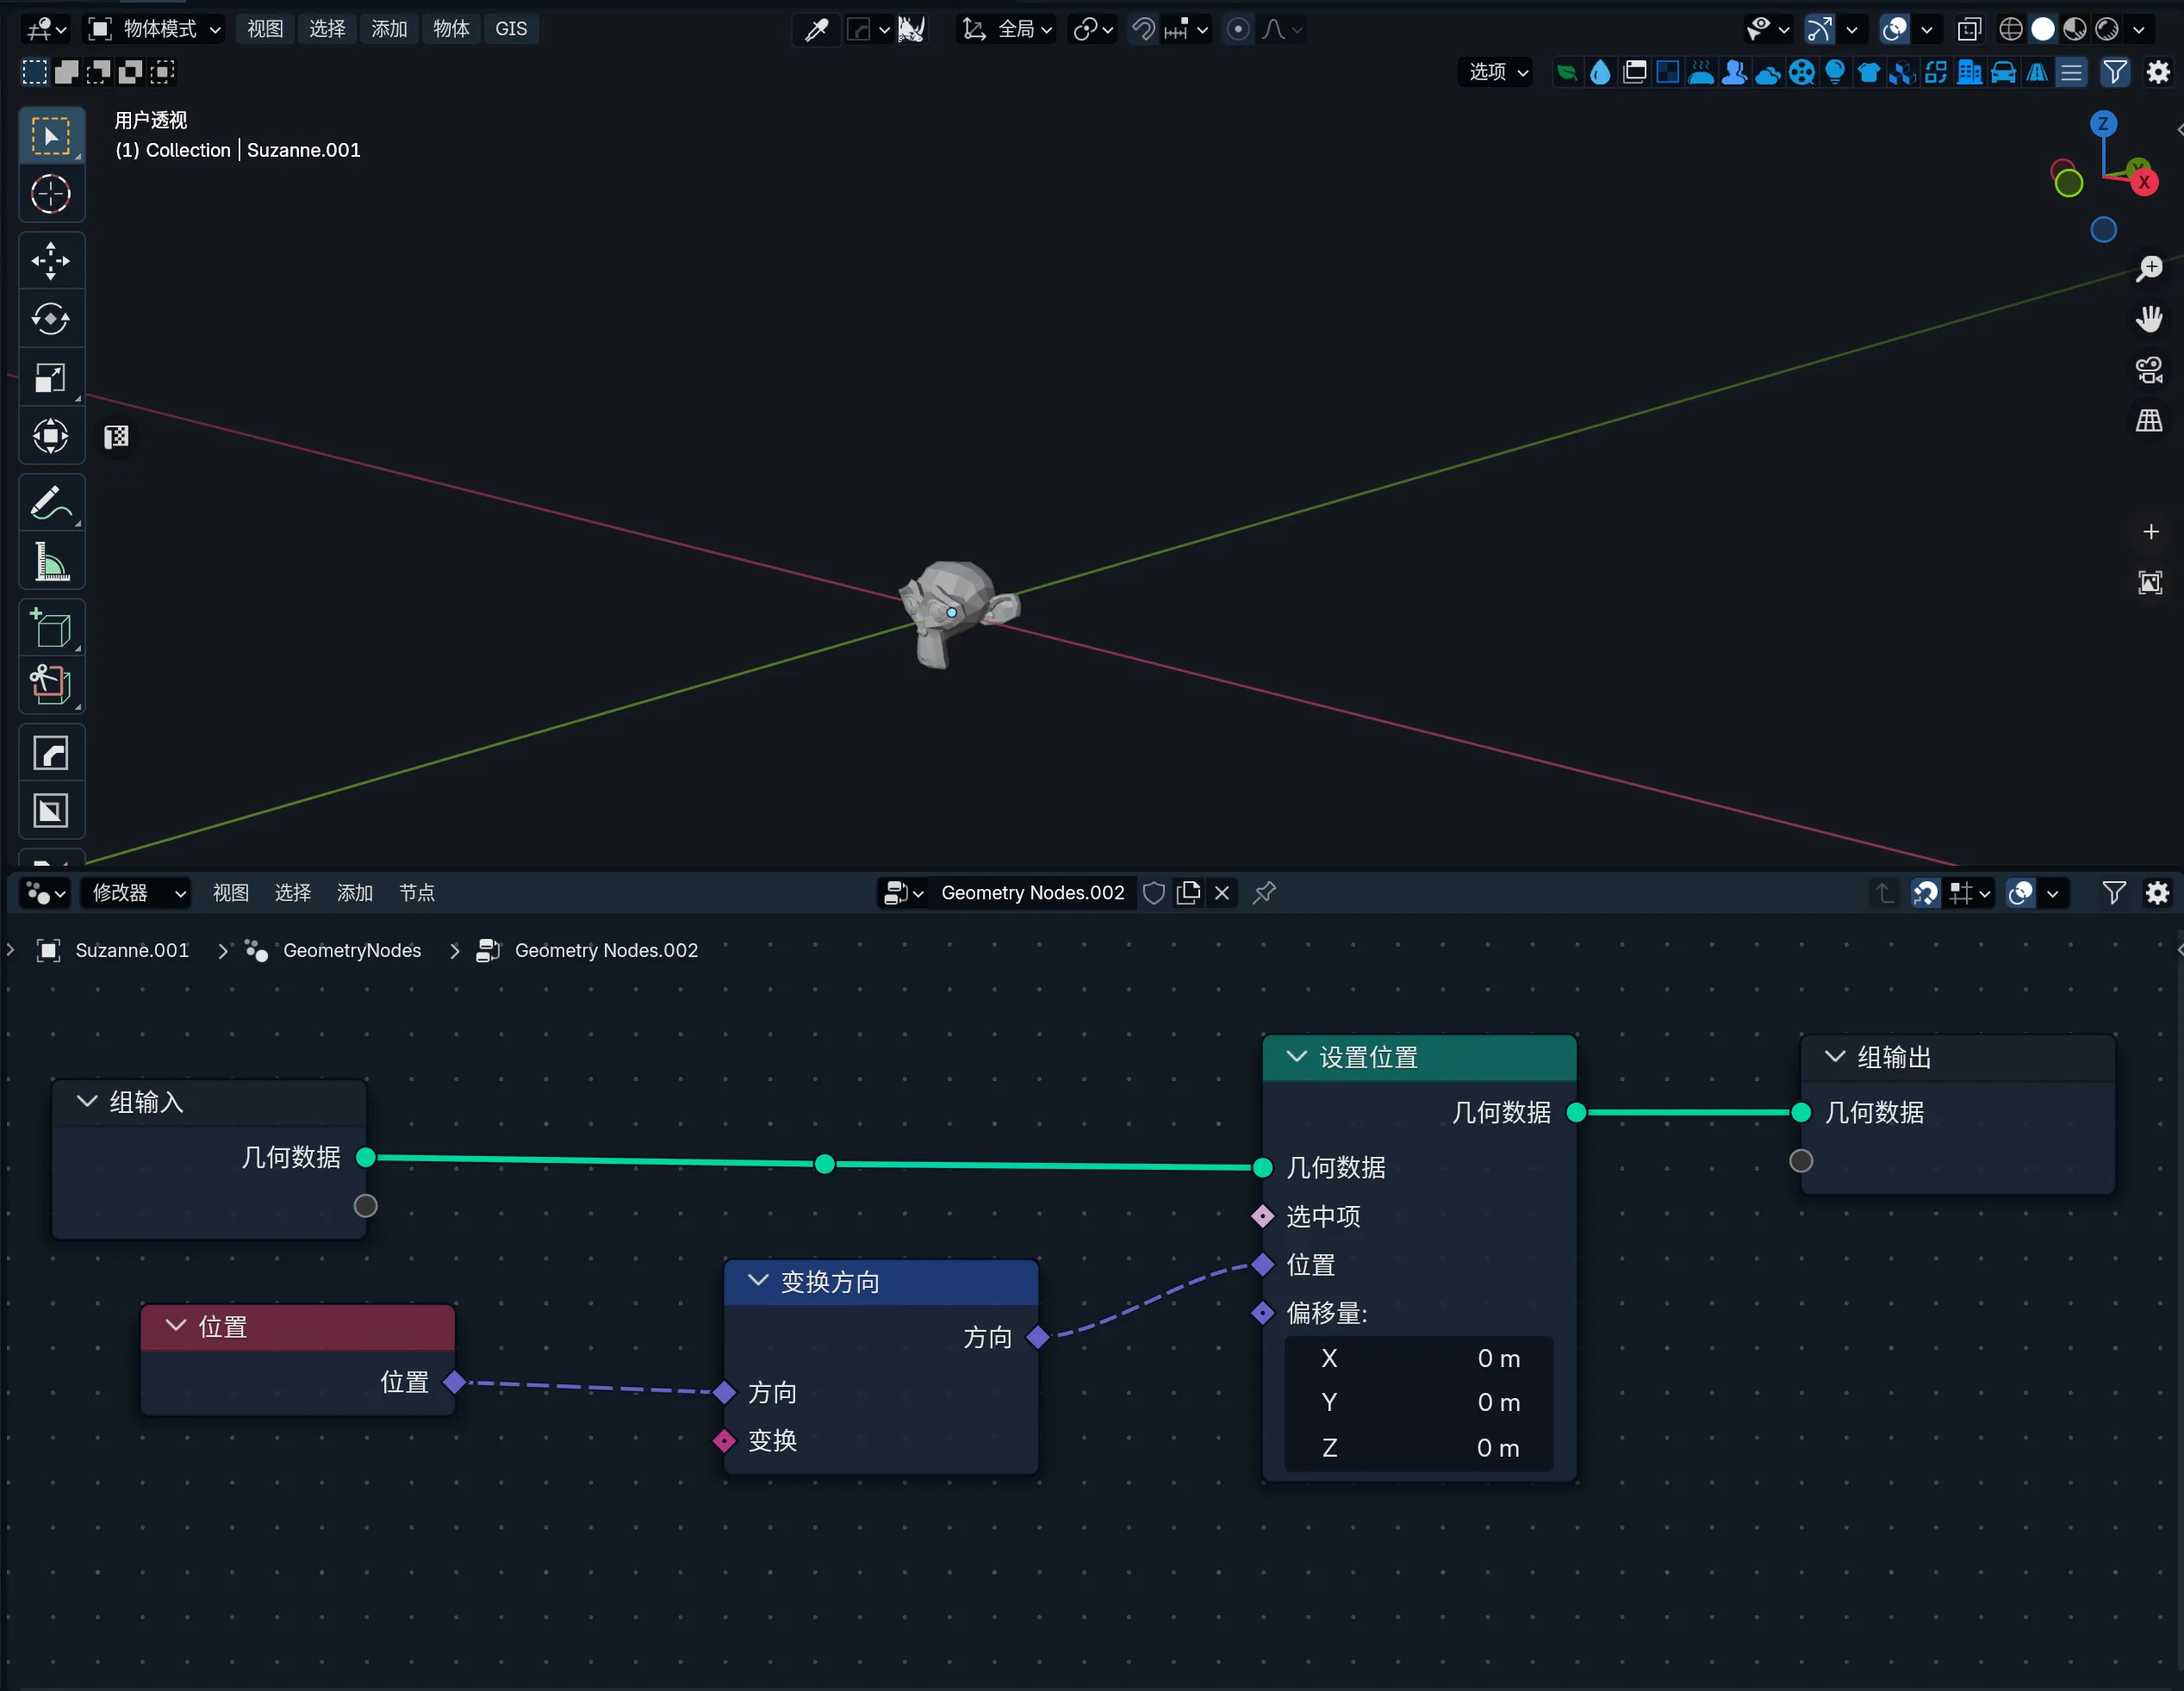 物体模式 视图 选择 添加 物体 GIS 全局
选项
用户透视
(1) Collection | Suzanne.001
Z
Y
X
修改器 视图 选择 添加 节点 Geometry Nodes.002
Suzanne.001 > GeometryNodes > Geometry Nodes.002
组输入
几何数据
位置
位置
变换方向
方向
方向
变换
设置位置
几何数据
几何数据
选中项
位置
偏移量:
X 0 m
Y 0 m
Z 0 m
组输出
几何数据